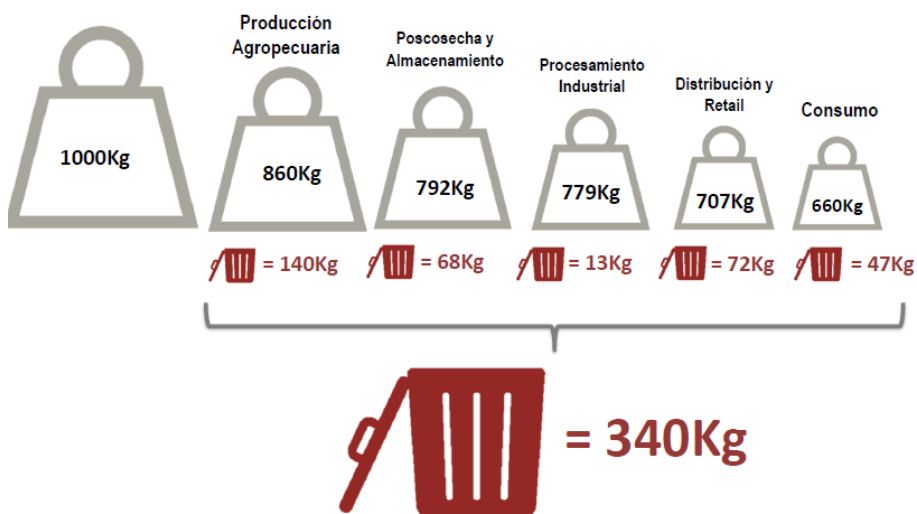 Producción
Agropecuaria
Poscosecha y
Almacenamiento
Procesamiento
Industrial
Distribución y
Retail
Consumo
1000Kg
860Kg
792Kg
779Kg
707Kg
660Kg
= 140Kg
= 68Kg
= 13Kg
= 72Kg
= 47Kg
= 340Kg